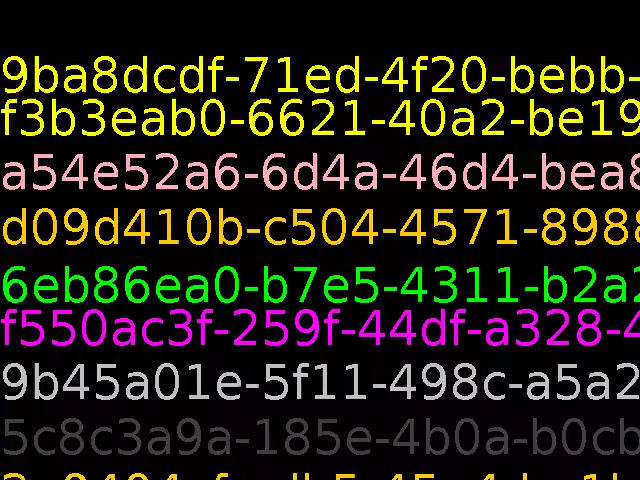 9ba8dcdf-71ed-4f20-bebb-
f3b3eab0-6621-40a2-be19
a54e52a6-6d4a-46d4-bea8
d09d410b-c504-4571-8988
6eb86ea0-b7e5-4311-b2a2
f550ac3f-259f-44df-a328-4
9b45a01e-5f11-498c-a5a2
5c8c3a9a-185e-4b0a-b0cb